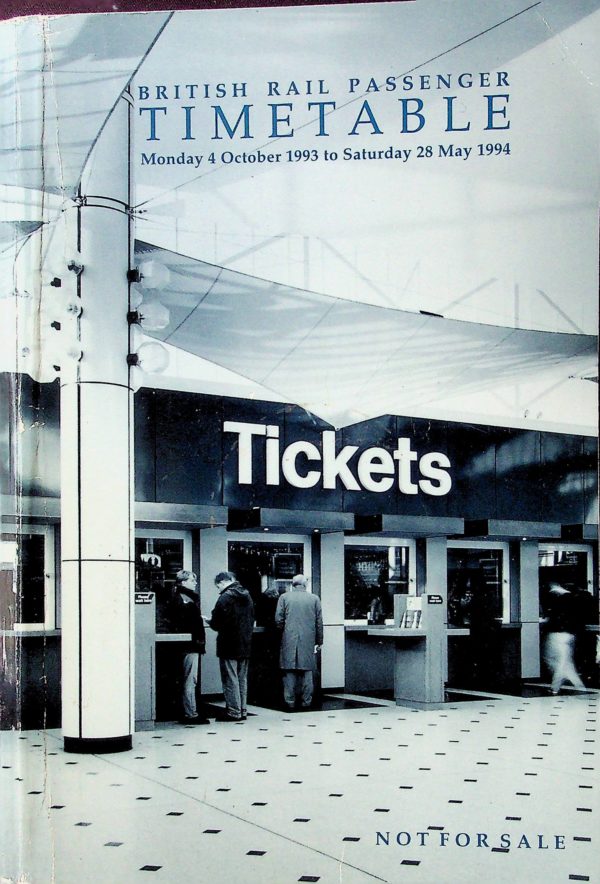 BRITISH RAIL PASSENGER
TIMETABLE
Monday 4 October 1993 to Saturday 28 May 1994
Tickets
NOT FOR SALE